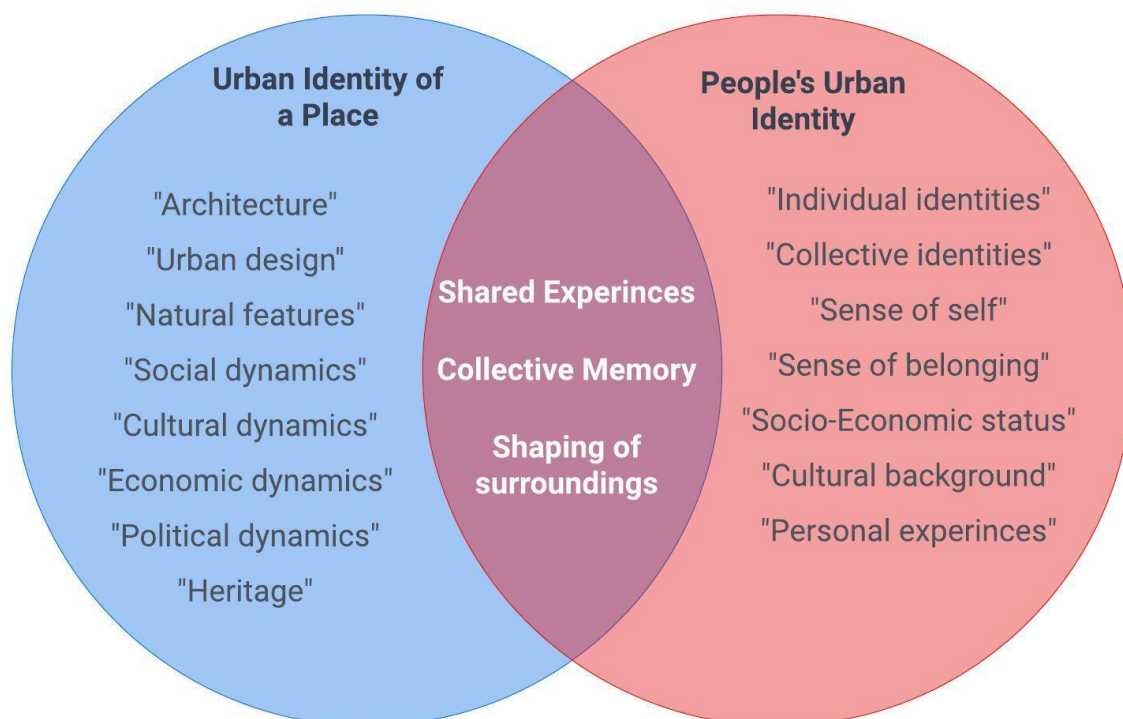 Urban Identity of
a Place
"Architecture"
"Urban design"
"Natural features"
"Social dynamics"
"Cultural dynamics"
"Economic dynamics"
"Political dynamics"
"Heritage"
Shared Experinces
Collective Memory
Shaping of
surroundings
People's Urban
Identity
"Individual identities"
"Collective identities"
"Sense of self"
"Sense of belonging"
"Socio-Economic status"
"Cultural background"
"Personal experinces"